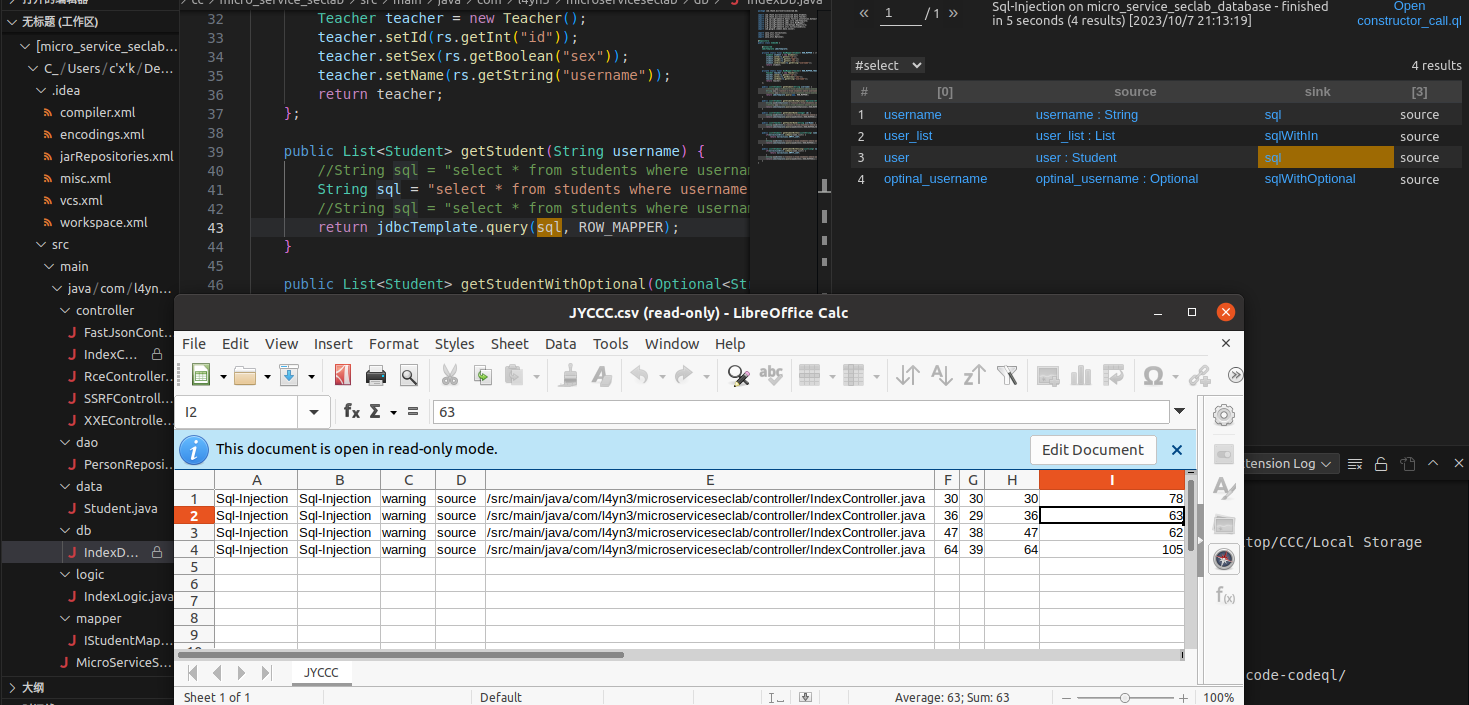 无标题 (工作区)
[micro_service_seclab...
C_/Users/c'x'k/De...
.idea
compiler.xml
encodings.xml
jarRepositories.xml
misc.xml
vcs.xml
workspace.xml
src
main
java/com/l4yn...
controller
FastJsonCont...
IndexC...
RceController...
SSRFControll...
XXEControlle...
dao
PersonReposi...
data
Student.java
db
IndexD...
logic
IndexLogic.java
mapper
IStudentMap...
MicroServiceS...
大纲
32 Teacher teacher = new Teacher();
33 teacher.setId(rs.getInt("id"));
34 teacher.setSex(rs.getBoolean("sex"));
35 teacher.setName(rs.getString("username"));
36 return teacher;
37 };
38
39 public List<Student> getStudent(String username) {
40 //String sql = "select * from students where usernam
41 String sql = "select * from students where username
42 //String sql = "select * from students where usernam
43 return jdbcTemplate.query(sql, ROW_MAPPER);
44 }
45
46 public List<Student> getStudentWithOptional(Optional<St
« 1 / 1 »
Sql-Injection on micro_service_seclab_database - finished
in 5 seconds (4 results) [2023/10/7 21:13:19]
Open
constructor_call.ql
#select 4 results
# [0] source sink [3]
1 username username : String sql source
2 user_list user_list : List sqlWithIn source
3 user user : Student sql source
4 optinal_username optinal_username : Optional sqlWithOptional source
JYCCC.csv (read-only) - LibreOffice Calc
File Edit View Insert Format Styles Sheet Data Tools Window Help
I2 fx Σ = 63
This document is open in read-only mode. Edit Document
A B C D E F G H I
1 Sql-Injection Sql-Injection warning source /src/main/java/com/l4yn3/microserviceseclab/controller/IndexController.java 30 30 30 78
2 Sql-Injection Sql-Injection warning source /src/main/java/com/l4yn3/microserviceseclab/controller/IndexController.java 36 29 36 63
3 Sql-Injection Sql-Injection warning source /src/main/java/com/l4yn3/microserviceseclab/controller/IndexController.java 47 38 47 62
4 Sql-Injection Sql-Injection warning source /src/main/java/com/l4yn3/microserviceseclab/controller/IndexController.java 64 39 64 105
5
6
7
8
9
JYCCC
Sheet 1 of 1 Default Average: 63; Sum: 63 100%
tension Log
top/CCC/Local Storage
code-codeql/